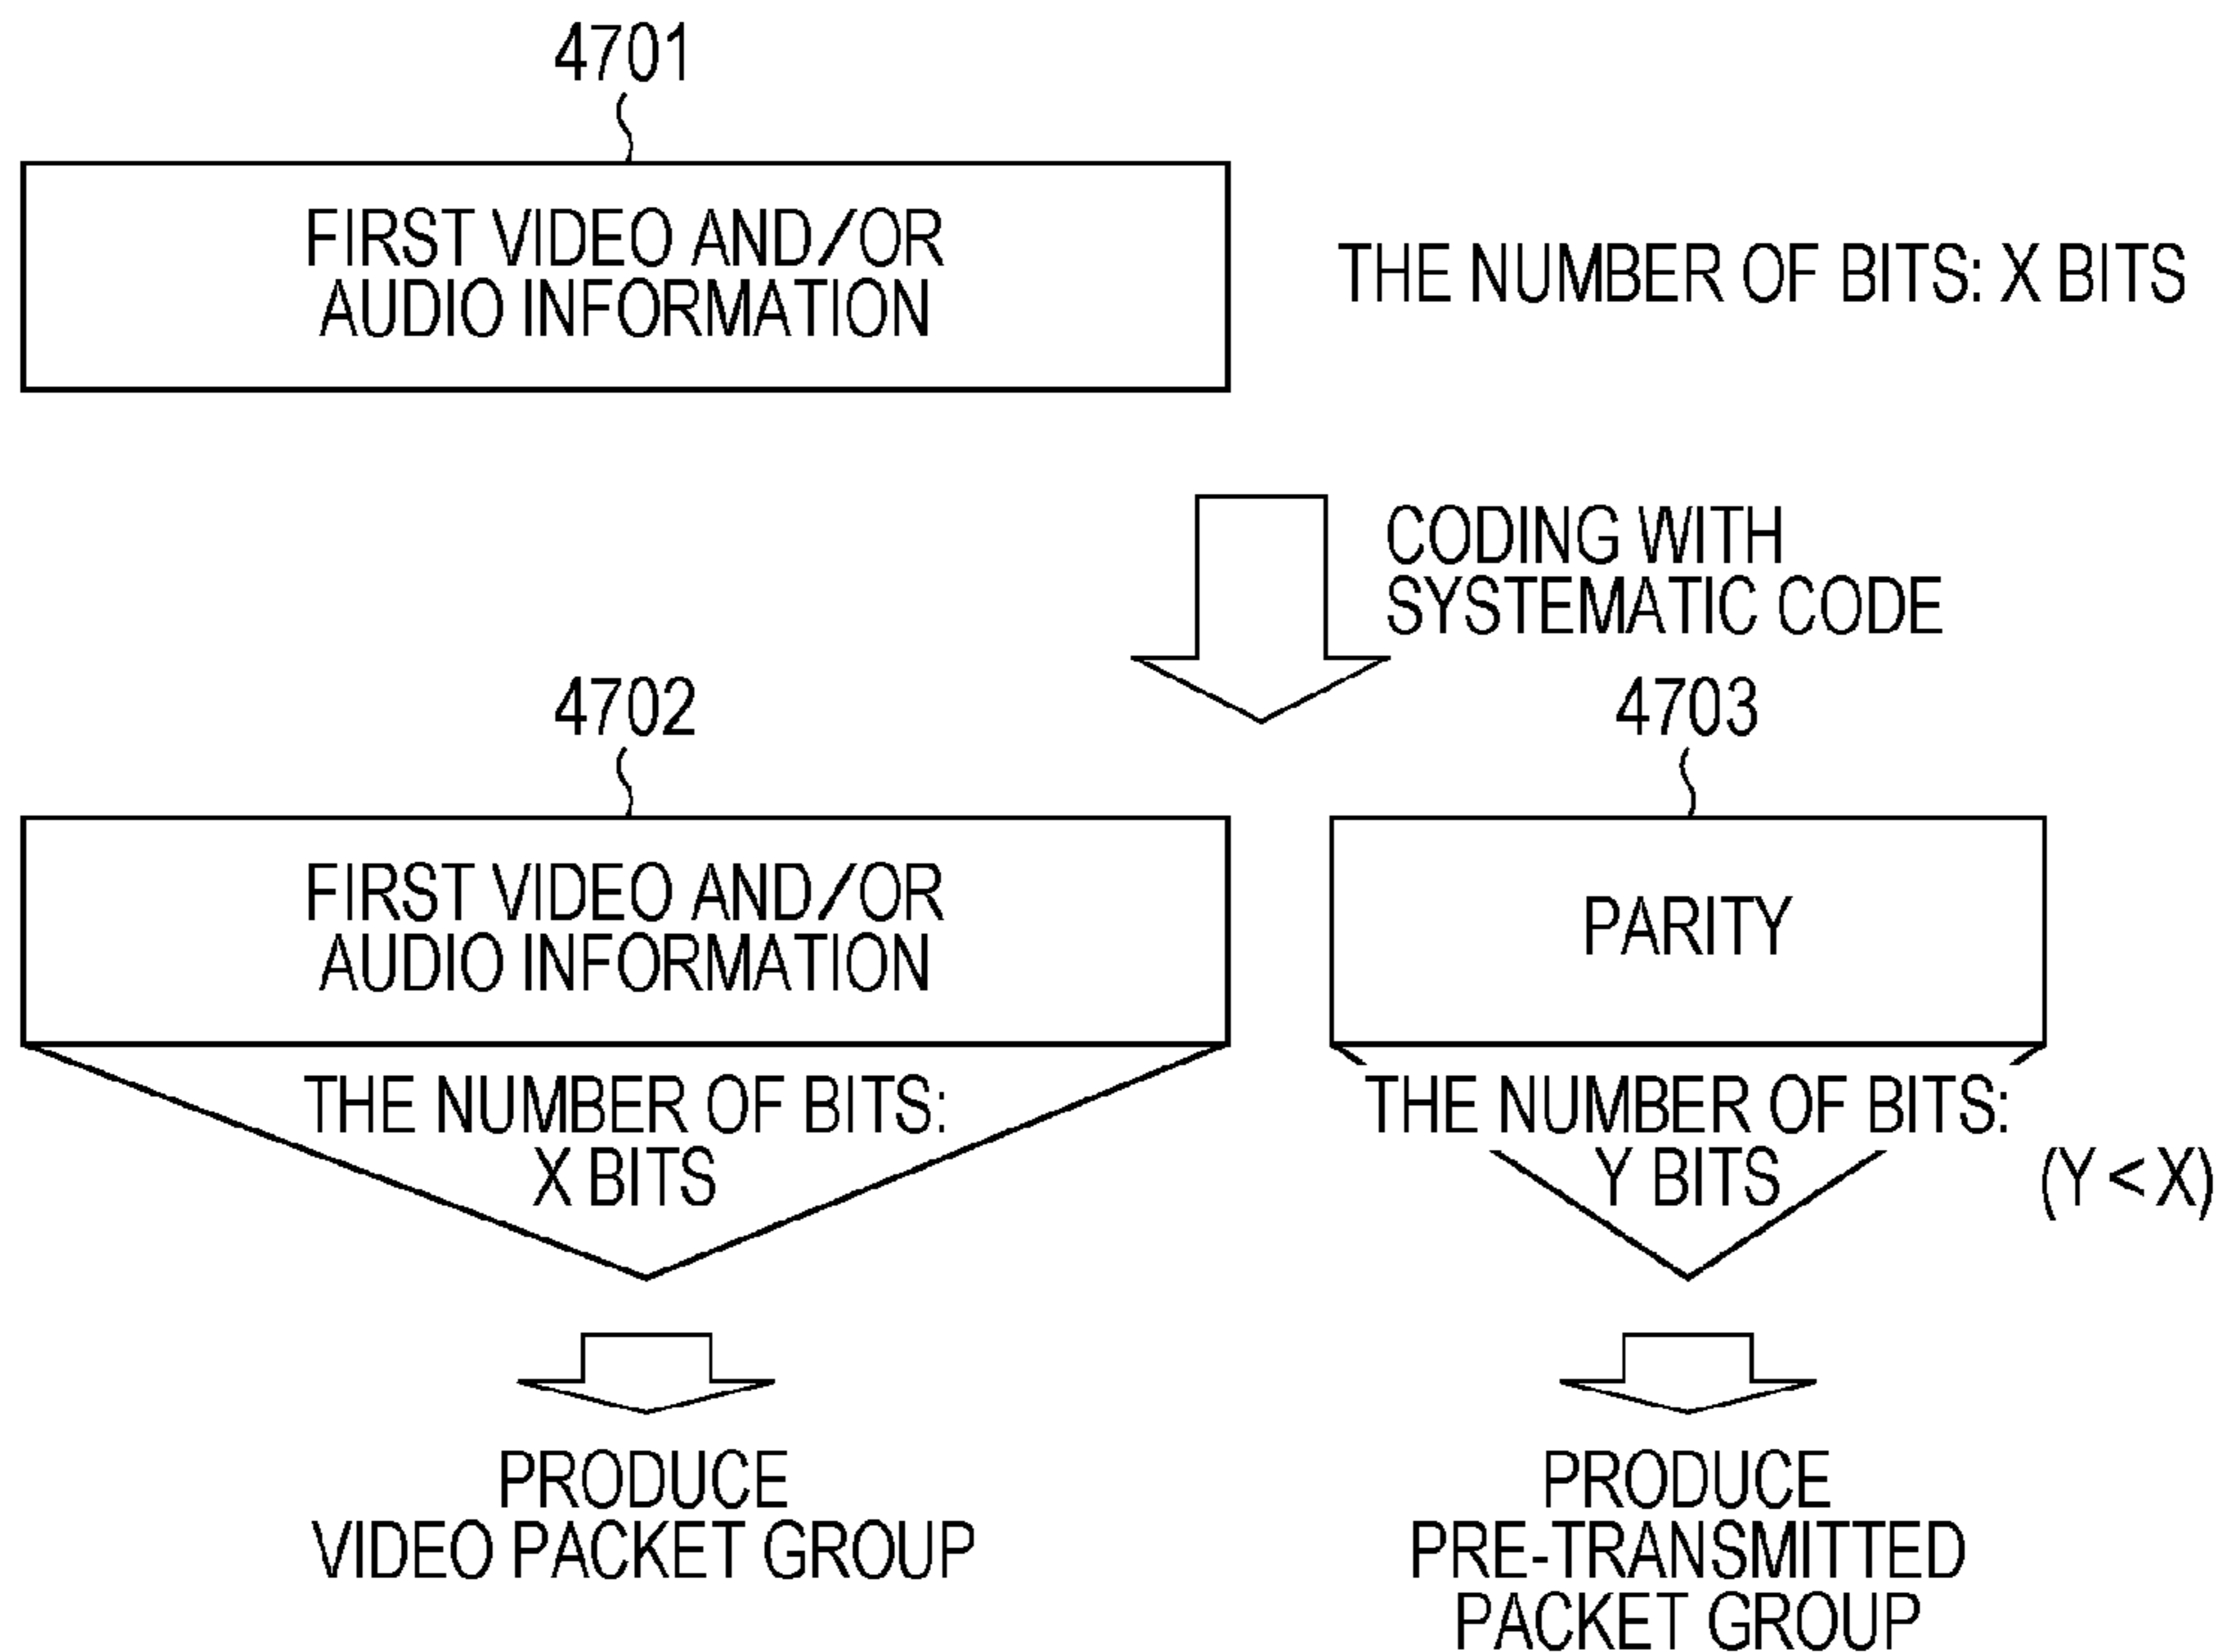 4701
FIRST VIDEO AND/OR
AUDIO INFORMATION
THE NUMBER OF BITS: X BITS
CODING WITH
SYSTEMATIC CODE
4702
4703
FIRST VIDEO AND/OR
AUDIO INFORMATION
PARITY
THE NUMBER OF BITS:
X BITS
THE NUMBER OF BITS:
Y BITS
(Y < X)
PRODUCE
VIDEO PACKET GROUP
PRODUCE
PRE-TRANSMITTED
PACKET GROUP